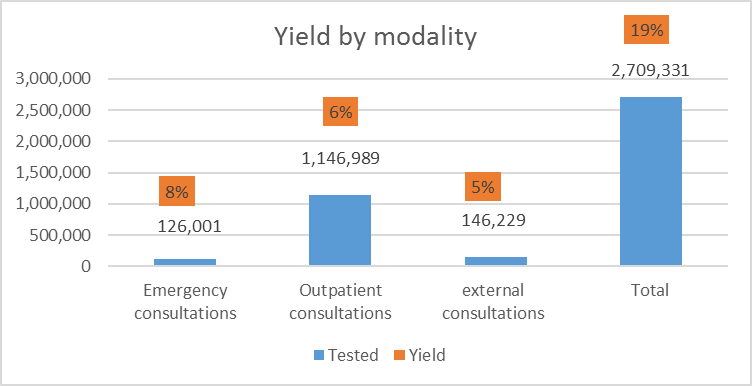 Yield by modality
19%
3,000,000
2,709,331
2,500,000
6%
2,000,000
1,146,989
1,500,000
8%
5%
1,000,000
126,001
146,229
500,000
0
Emergency
consultations
Outpatient
consultations
external
consultations
Total
Tested
Yield